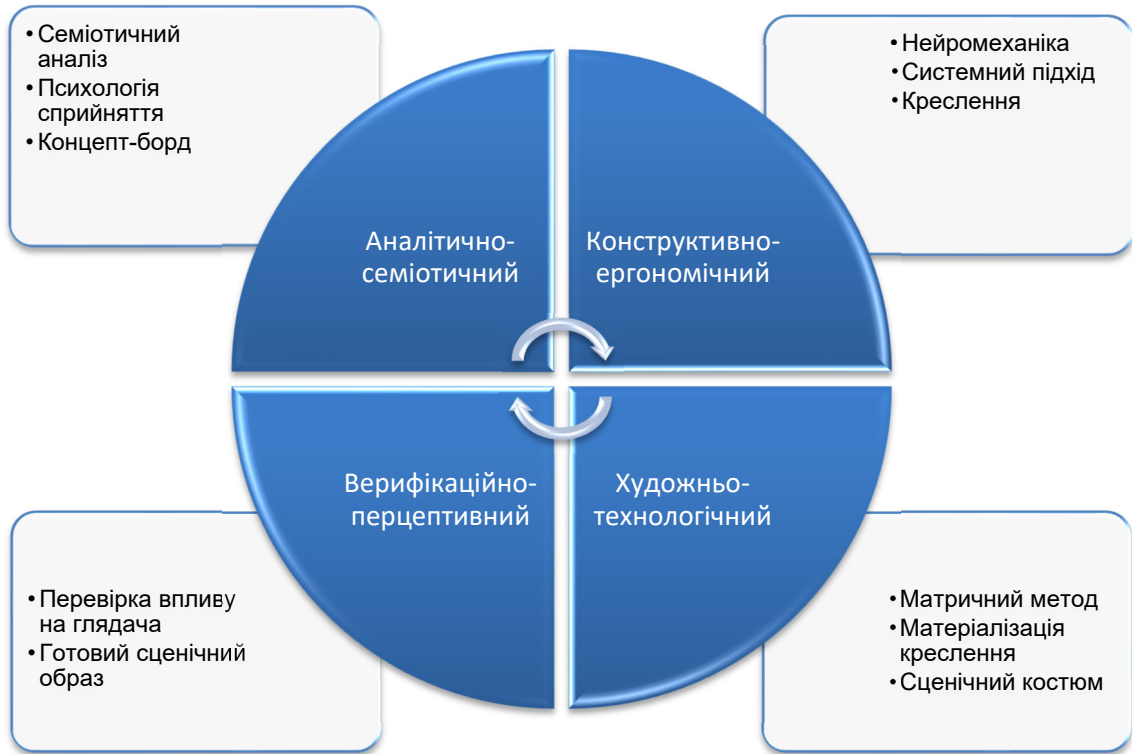 • Семіотичний
аналіз
• Психологія
сприйняття
• Концепт-борд
• Нейромеханіка
• Системний підхід
• Креслення
Аналітично-
семіотичний
Конструктивно-
ергономічний
Верифікаційно-
перцептивний
Художньо-
технологічний
• Перевірка впливу
на глядача
• Готовий сценічний
образ
• Матричний метод
• Матеріалізація
креслення
• Сценічний костюм